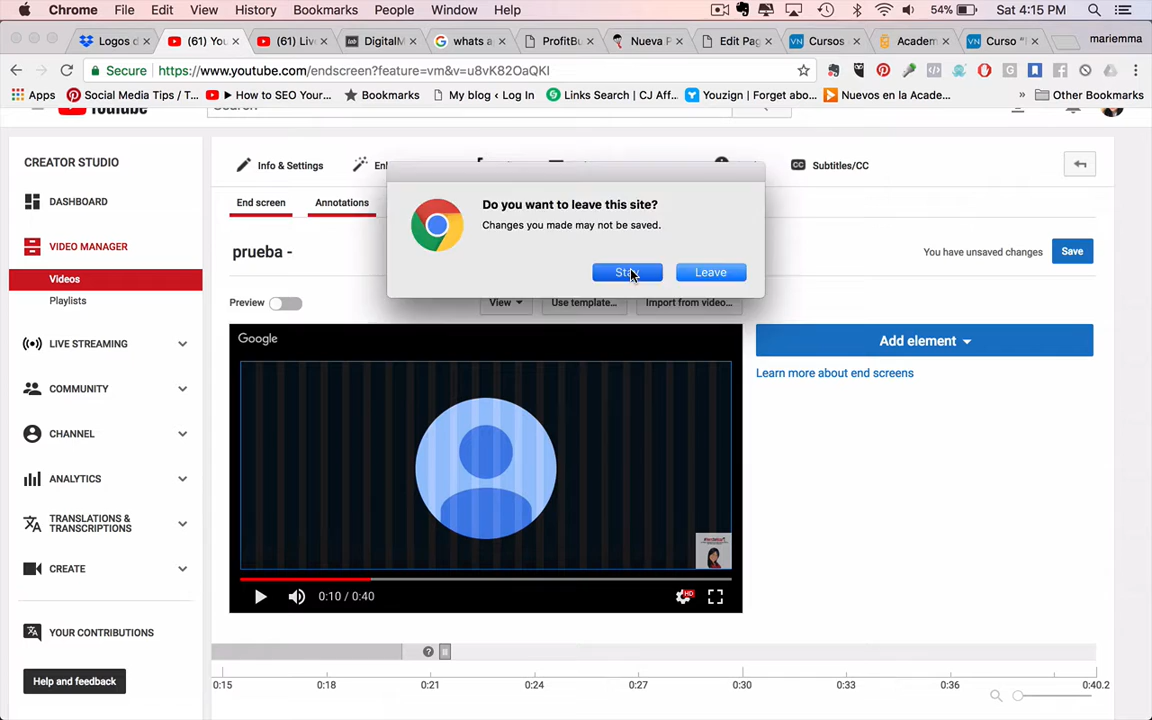 Chrome File Edit View History Bookmarks People Window Help 54% Sat 4:15 PM
Logos d (61) Yo (61) Liv DigitalM whats a ProfitBu Nueva P Edit Pag Cursos Academ Curso " mariemma
Secure https://www.youtube.com/endscreen?feature=vm&v=u8vK82OaQKI
Apps Social Media Tips / T... ► How to SEO Your... Bookmarks My blog ‹ Log In Links Search | CJ Aff... Youzign | Forget abo... Nuevos en la Acade... » Other Bookmarks
CREATOR STUDIO
DASHBOARD
VIDEO MANAGER
Videos
Playlists
LIVE STREAMING
COMMUNITY
CHANNEL
ANALYTICS
TRANSLATIONS &
TRANSCRIPTIONS
CREATE
YOUR CONTRIBUTIONS
Help and feedback
Info & Settings Subtitles/CC
End screen Annotations
prueba - You have unsaved changes Save
Do you want to leave this site?
Changes you made may not be saved.
Leave
Preview View Use template... Import from video...
Google
Add element
Learn more about end screens
0:10 / 0:40
HD
?
0:15 0:18 0:21 0:24 0:27 0:30 0:33 0:36 0:40.2